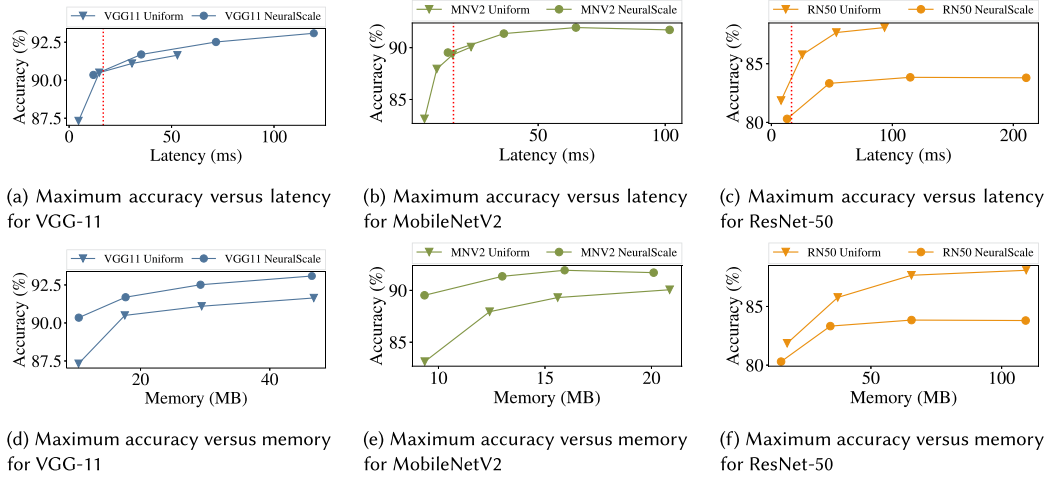 VGG11 Uniform VGG11 NeuralScale
Accuracy (%)
92.5
90.0
87.5
0 50 100
Latency (ms)
(a) Maximum accuracy versus latency
for VGG-11
MNV2 Uniform MNV2 NeuralScale
Accuracy (%)
90
85
50 100
Latency (ms)
(b) Maximum accuracy versus latency
for MobileNetV2
RN50 Uniform RN50 NeuralScale
Accuracy (%)
85
80
0 100 200
Latency (ms)
(c) Maximum accuracy versus latency
for ResNet-50
VGG11 Uniform VGG11 NeuralScale
Accuracy (%)
92.5
90.0
87.5
20 40
Memory (MB)
(d) Maximum accuracy versus memory
for VGG-11
MNV2 Uniform MNV2 NeuralScale
Accuracy (%)
90
85
10 15 20
Memory (MB)
(e) Maximum accuracy versus memory
for MobileNetV2
RN50 Uniform RN50 NeuralScale
Accuracy (%)
85
80
50 100
Memory (MB)
(f) Maximum accuracy versus memory
for ResNet-50